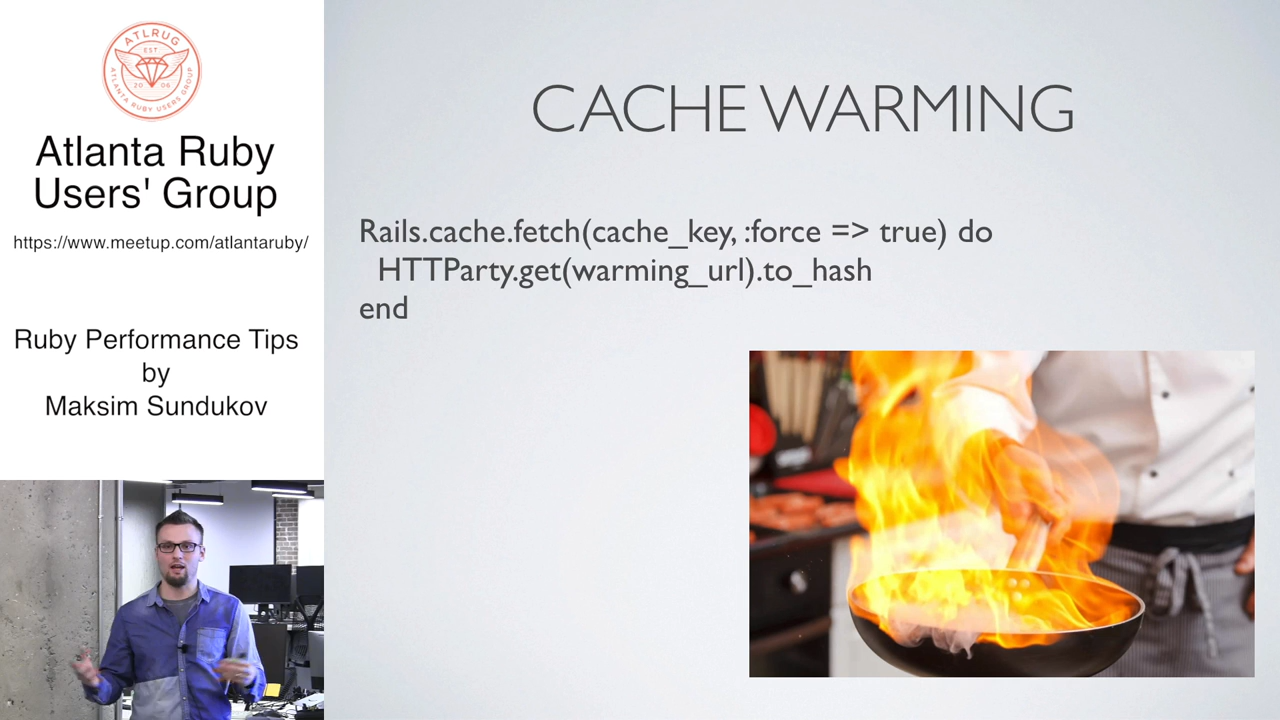 ATLRUG
EST
20 06
ATLANTA RUBY USERS GROUP
Atlanta Ruby
Users' Group
https://www.meetup.com/atlantaruby/
Ruby Performance Tips
by
Maksim Sundukov
CACHE WARMING
Rails.cache.fetch(cache_key, :force => true) do
  HTTParty.get(warming_url).to_hash
end